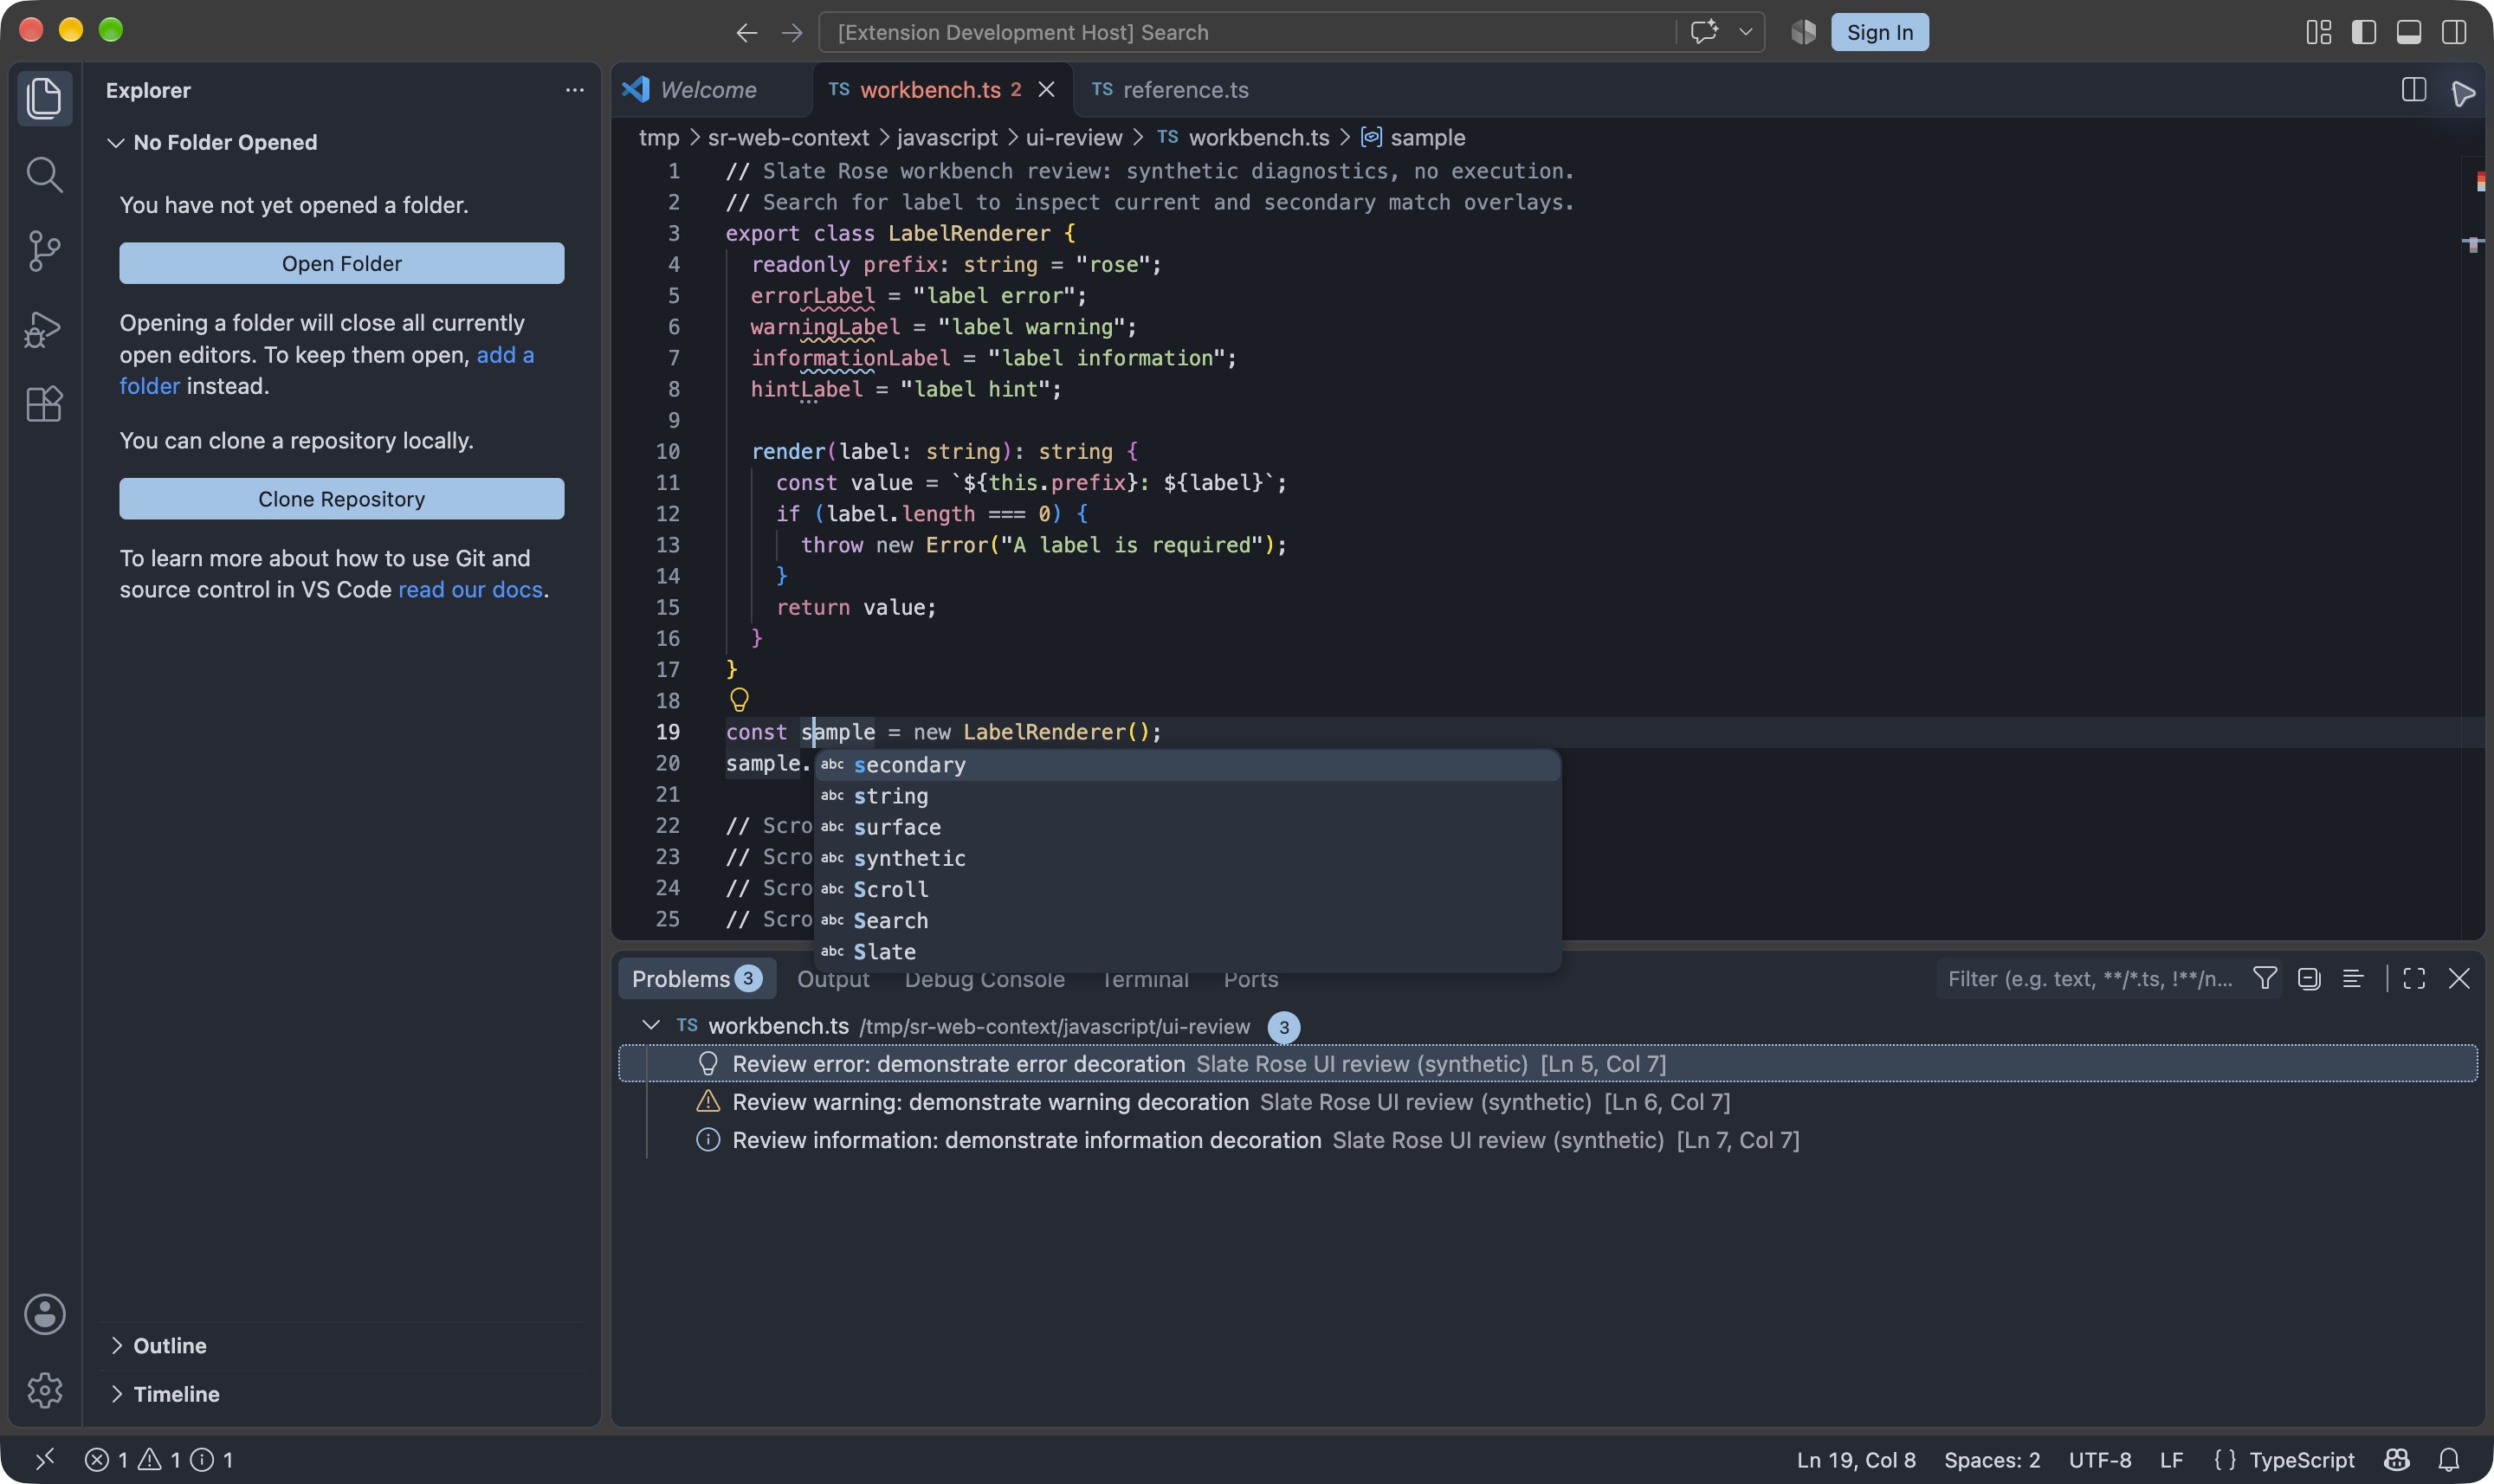 [Extension Development Host] Search
Sign In
Explorer
No Folder Opened
You have not yet opened a folder.
Open Folder
Opening a folder will close all currently
open editors. To keep them open, add a
folder instead.
You can clone a repository locally.
Clone Repository
To learn more about how to use Git and
source control in VS Code read our docs.
Outline
Timeline
Welcome
TS workbench.ts 2
TS reference.ts
tmp > sr-web-context > javascript > ui-review > TS workbench.ts > sample
1 // Slate Rose workbench review: synthetic diagnostics, no execution.
2 // Search for label to inspect current and secondary match overlays.
3 export class LabelRenderer {
4   readonly prefix: string = "rose";
5   errorLabel = "label error";
6   warningLabel = "label warning";
7   informationLabel = "label information";
8   hintLabel = "label hint";
9
10   render(label: string): string {
11     const value = `${this.prefix}: ${label}`;
12     if (label.length === 0) {
13       throw new Error("A label is required");
14     }
15     return value;
16   }
17 }
18
19 const sample = new LabelRenderer();
20 sample.
21
22 // Scro
23 // Scro
24 // Scro
25 // Scro
abc secondary
abc string
abc surface
abc synthetic
abc Scroll
abc Search
abc Slate
Problems 3
Output
Debug Console
Terminal
Ports
Filter (e.g. text, **/*.ts, !**/n...
TS workbench.ts /tmp/sr-web-context/javascript/ui-review 3
Review error: demonstrate error decoration Slate Rose UI review (synthetic) [Ln 5, Col 7]
Review warning: demonstrate warning decoration Slate Rose UI review (synthetic) [Ln 6, Col 7]
Review information: demonstrate information decoration Slate Rose UI review (synthetic) [Ln 7, Col 7]
1 1 1
Ln 19, Col 8
Spaces: 2
UTF-8
LF
{ } TypeScript